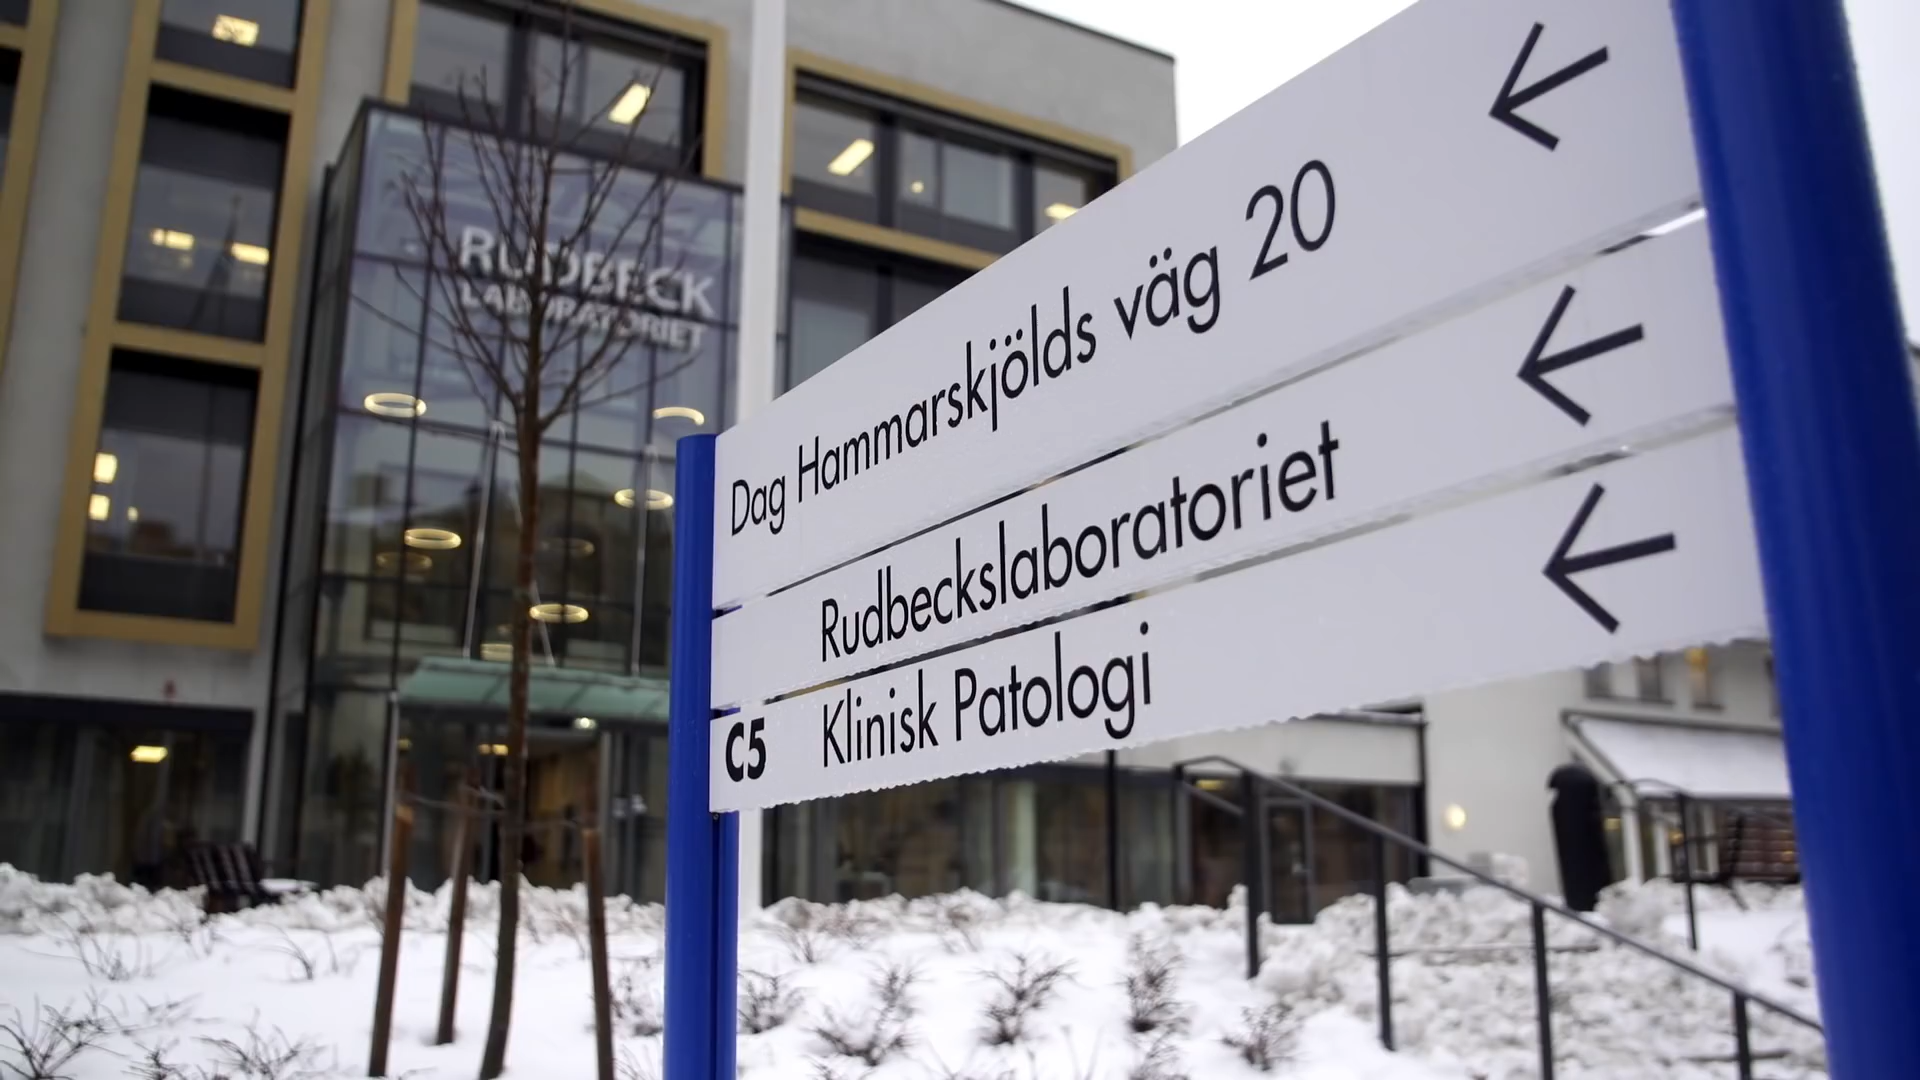 RUDBECK
LABORATORIET
Dag Hammarskjölds väg 20
Rudbeckslaboratoriet
C5 Klinisk Patologi